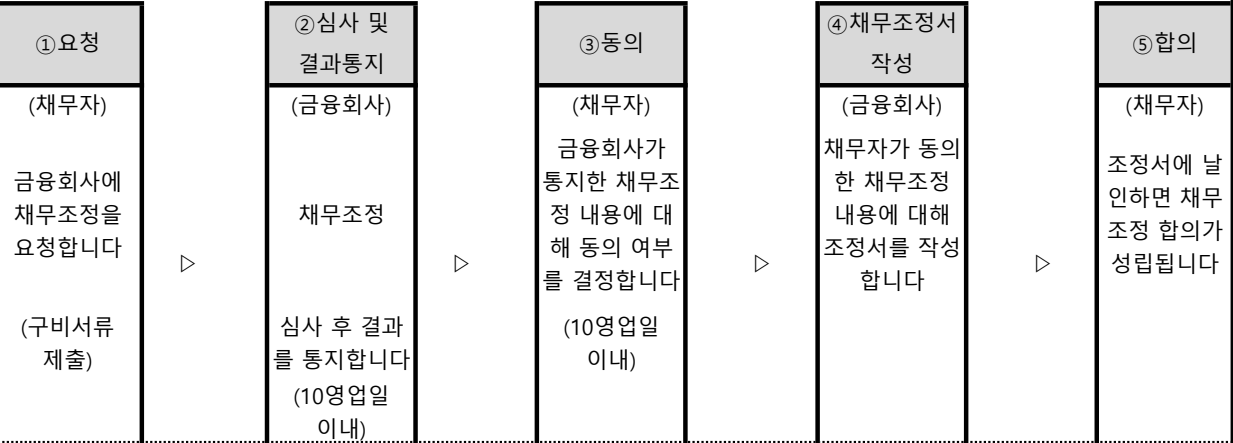 ①요청
(채무자)
금융회사에
채무조정을
요청합니다
(구비서류
제출)
▷
②심사 및
결과통지
(금융회사)
채무조정
심사 후 결과
를 통지합니다
(10영업일
이내)
▷
③동의
(채무자)
금융회사가
통지한 채무조
정 내용에 대
해 동의 여부
를 결정합니다
(10영업일
이내)
▷
④채무조정서
작성
(금융회사)
채무자가 동의
한 채무조정
내용에 대해
조정서를 작성
합니다
▷
⑤합의
(채무자)
조정서에 날
인하면 채무
조정 합의가
성립됩니다